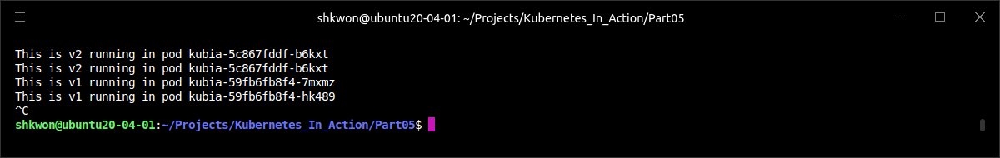 shkwon@ubuntu20-04-01: ~/Projects/Kubernetes_In_Action/Part05
This is v2 running in pod kubia-5c867fddf-b6kxt
This is v2 running in pod kubia-5c867fddf-b6kxt
This is v1 running in pod kubia-59fb6fb8f4-7mxmz
This is v1 running in pod kubia-59fb6fb8f4-hk489
^C
shkwon@ubuntu20-04-01:~/Projects/Kubernetes_In_Action/Part05$